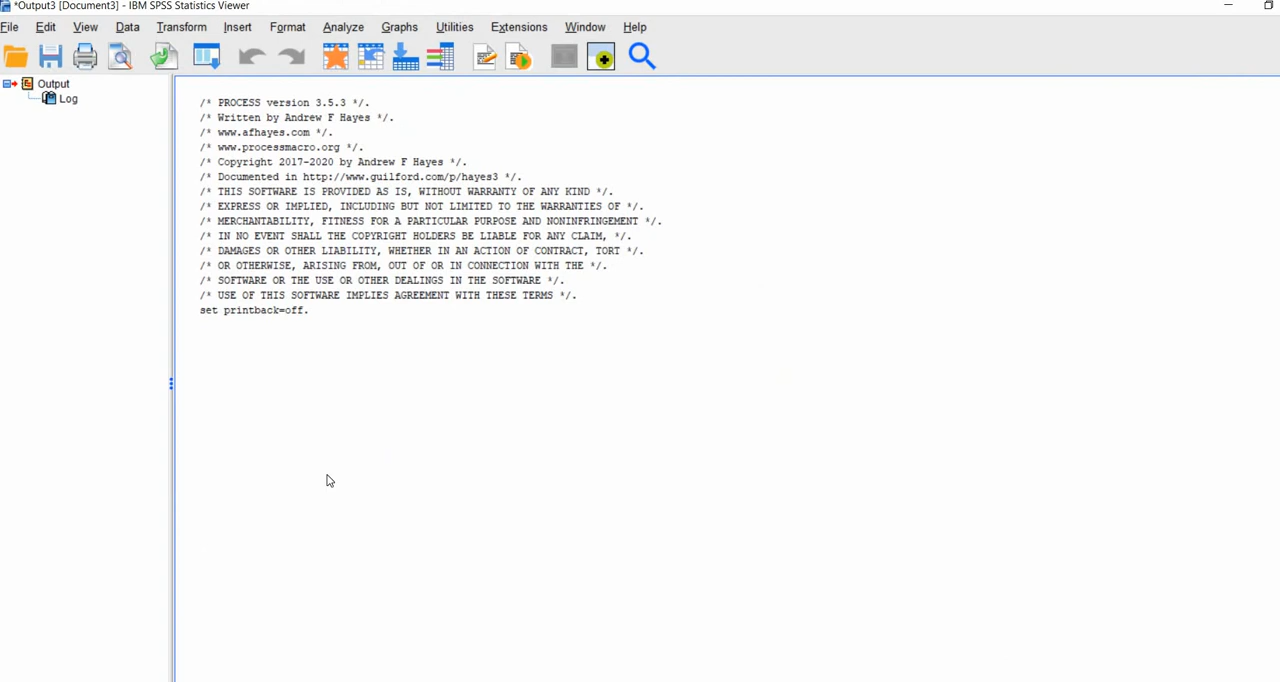 *Output3 [Document3] - IBM SPSS Statistics Viewer
File Edit View Data Transform Insert Format Analyze Graphs Utilities Extensions Window Help
Output
Log
/* PROCESS version 3.5.3 */.
/* Written by Andrew F Hayes */.
/* www.afhayes.com */.
/* www.processmacro.org */.
/* Copyright 2017-2020 by Andrew F Hayes */.
/* Documented in http://www.guilford.com/p/hayes3 */.
/* THIS SOFTWARE IS PROVIDED AS IS, WITHOUT WARRANTY OF ANY KIND */.
/* EXPRESS OR IMPLIED, INCLUDING BUT NOT LIMITED TO THE WARRANTIES OF */.
/* MERCHANTABILITY, FITNESS FOR A PARTICULAR PURPOSE AND NONINFRINGEMENT */.
/* IN NO EVENT SHALL THE COPYRIGHT HOLDERS BE LIABLE FOR ANY CLAIM, */.
/* DAMAGES OR OTHER LIABILITY, WHETHER IN AN ACTION OF CONTRACT, TORT */.
/* OR OTHERWISE, ARISING FROM, OUT OF OR IN CONNECTION WITH THE */.
/* SOFTWARE OR THE USE OR OTHER DEALINGS IN THE SOFTWARE */.
/* USE OF THIS SOFTWARE IMPLIES AGREEMENT WITH THESE TERMS */.
set printback=off.